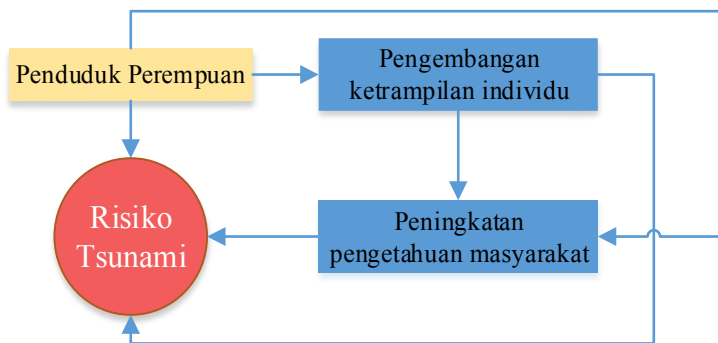 Penduduk Perempuan
Pengembangan
ketrampilan individu
Risiko
Tsunami
Peningkatan
pengetahuan masyarakat